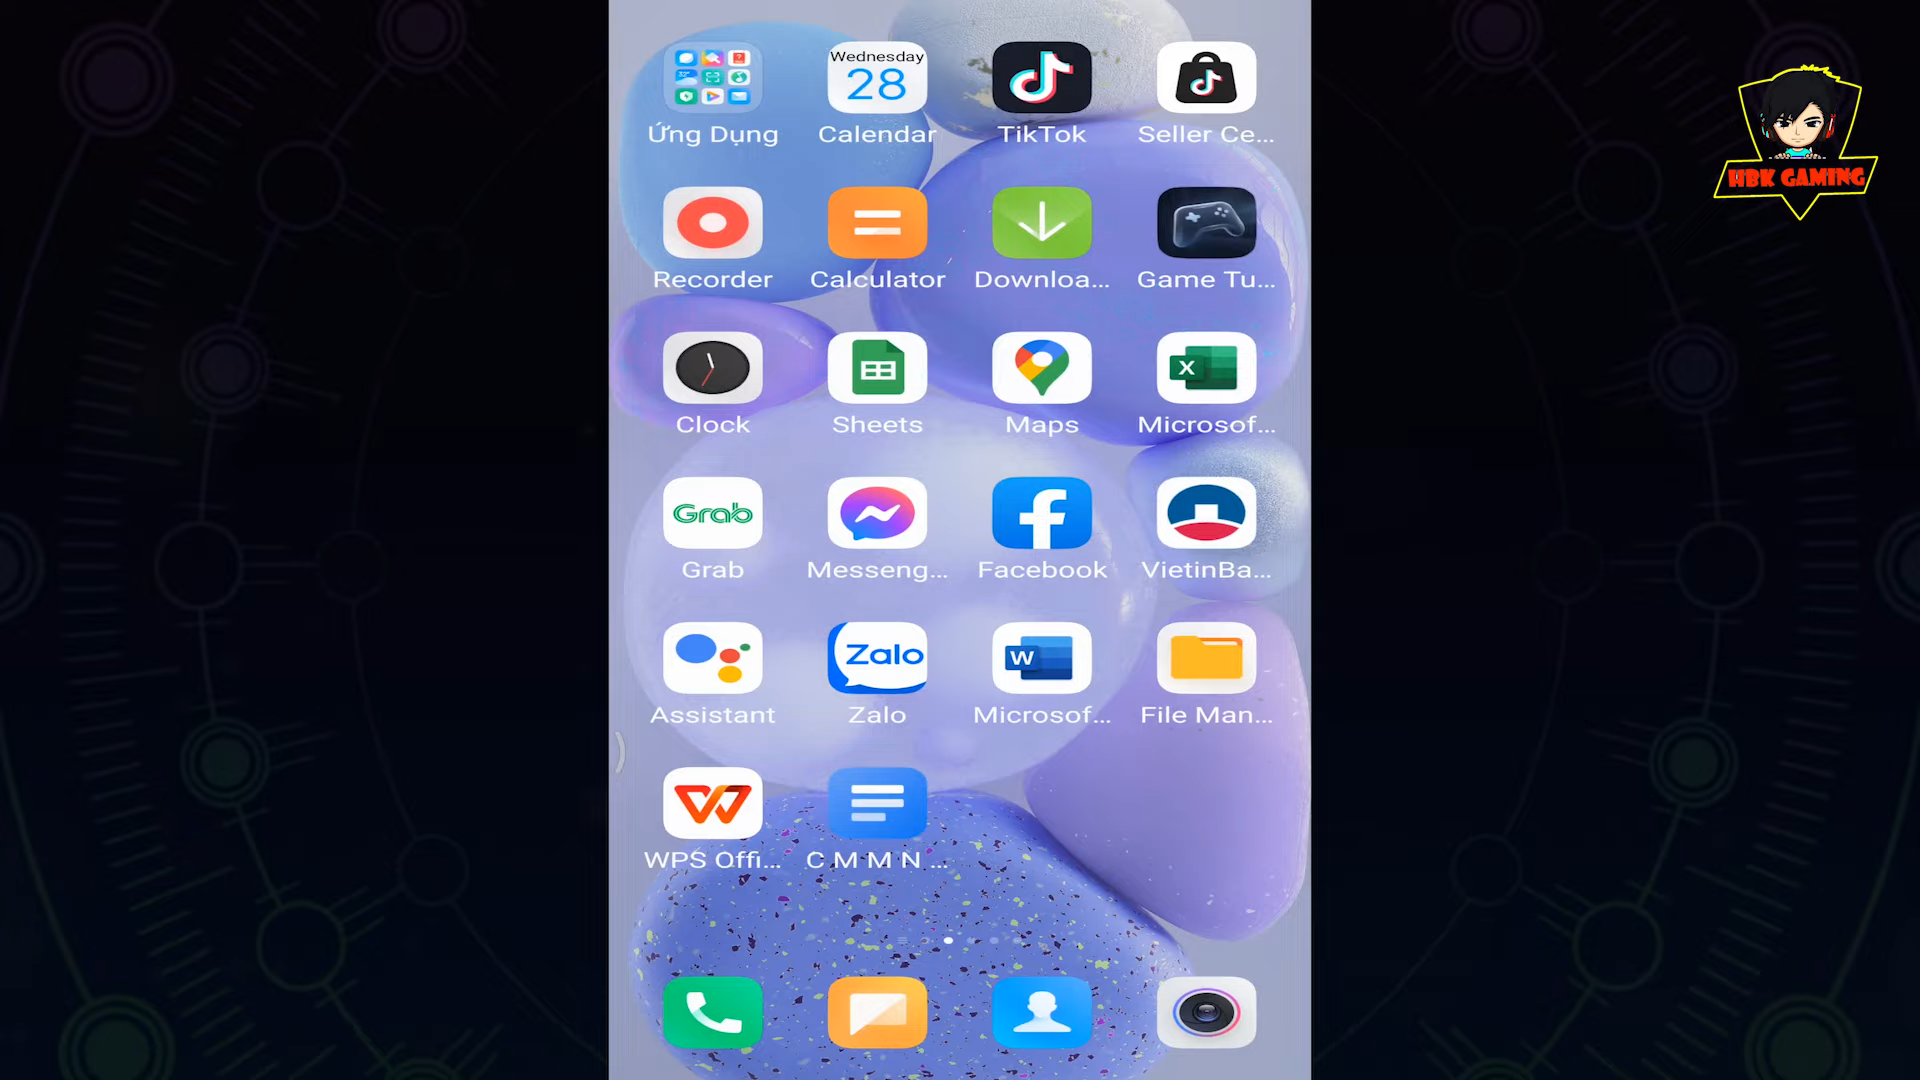 Wednesday
28
Ứng Dụng
Calendar
TikTok
Seller Ce...
HBK GAMING
Recorder
Calculator
Downloa...
Game Tu...
X
Clock
Sheets
Maps
Microsof...
Grab
Grab
Messeng...
Facebook
VietinBa...
Zalo
W
Assistant
Zalo
Microsof...
File Man...
WPS Offi...
C M M N ...